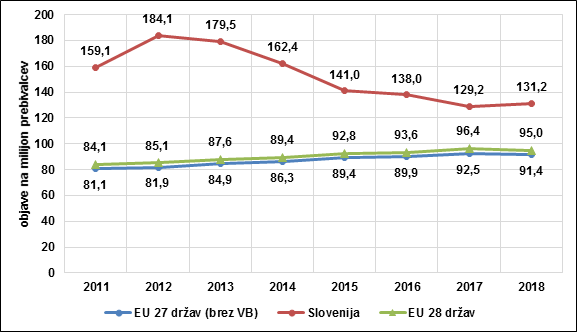 objave na milijon prebivalcev
200
180
160
140
120
100
80
60
40
20
0
159,1 184,1 179,5 162,4 141,0 138,0 129,2 131,2
84,1 85,1 87,6 89,4 92,8 93,6 96,4 95,0
81,1 81,9 84,9 86,3 89,4 89,9 92,5 91,4
2011 2012 2013 2014 2015 2016 2017 2018
EU 27 držav (brez VB) Slovenija EU 28 držav